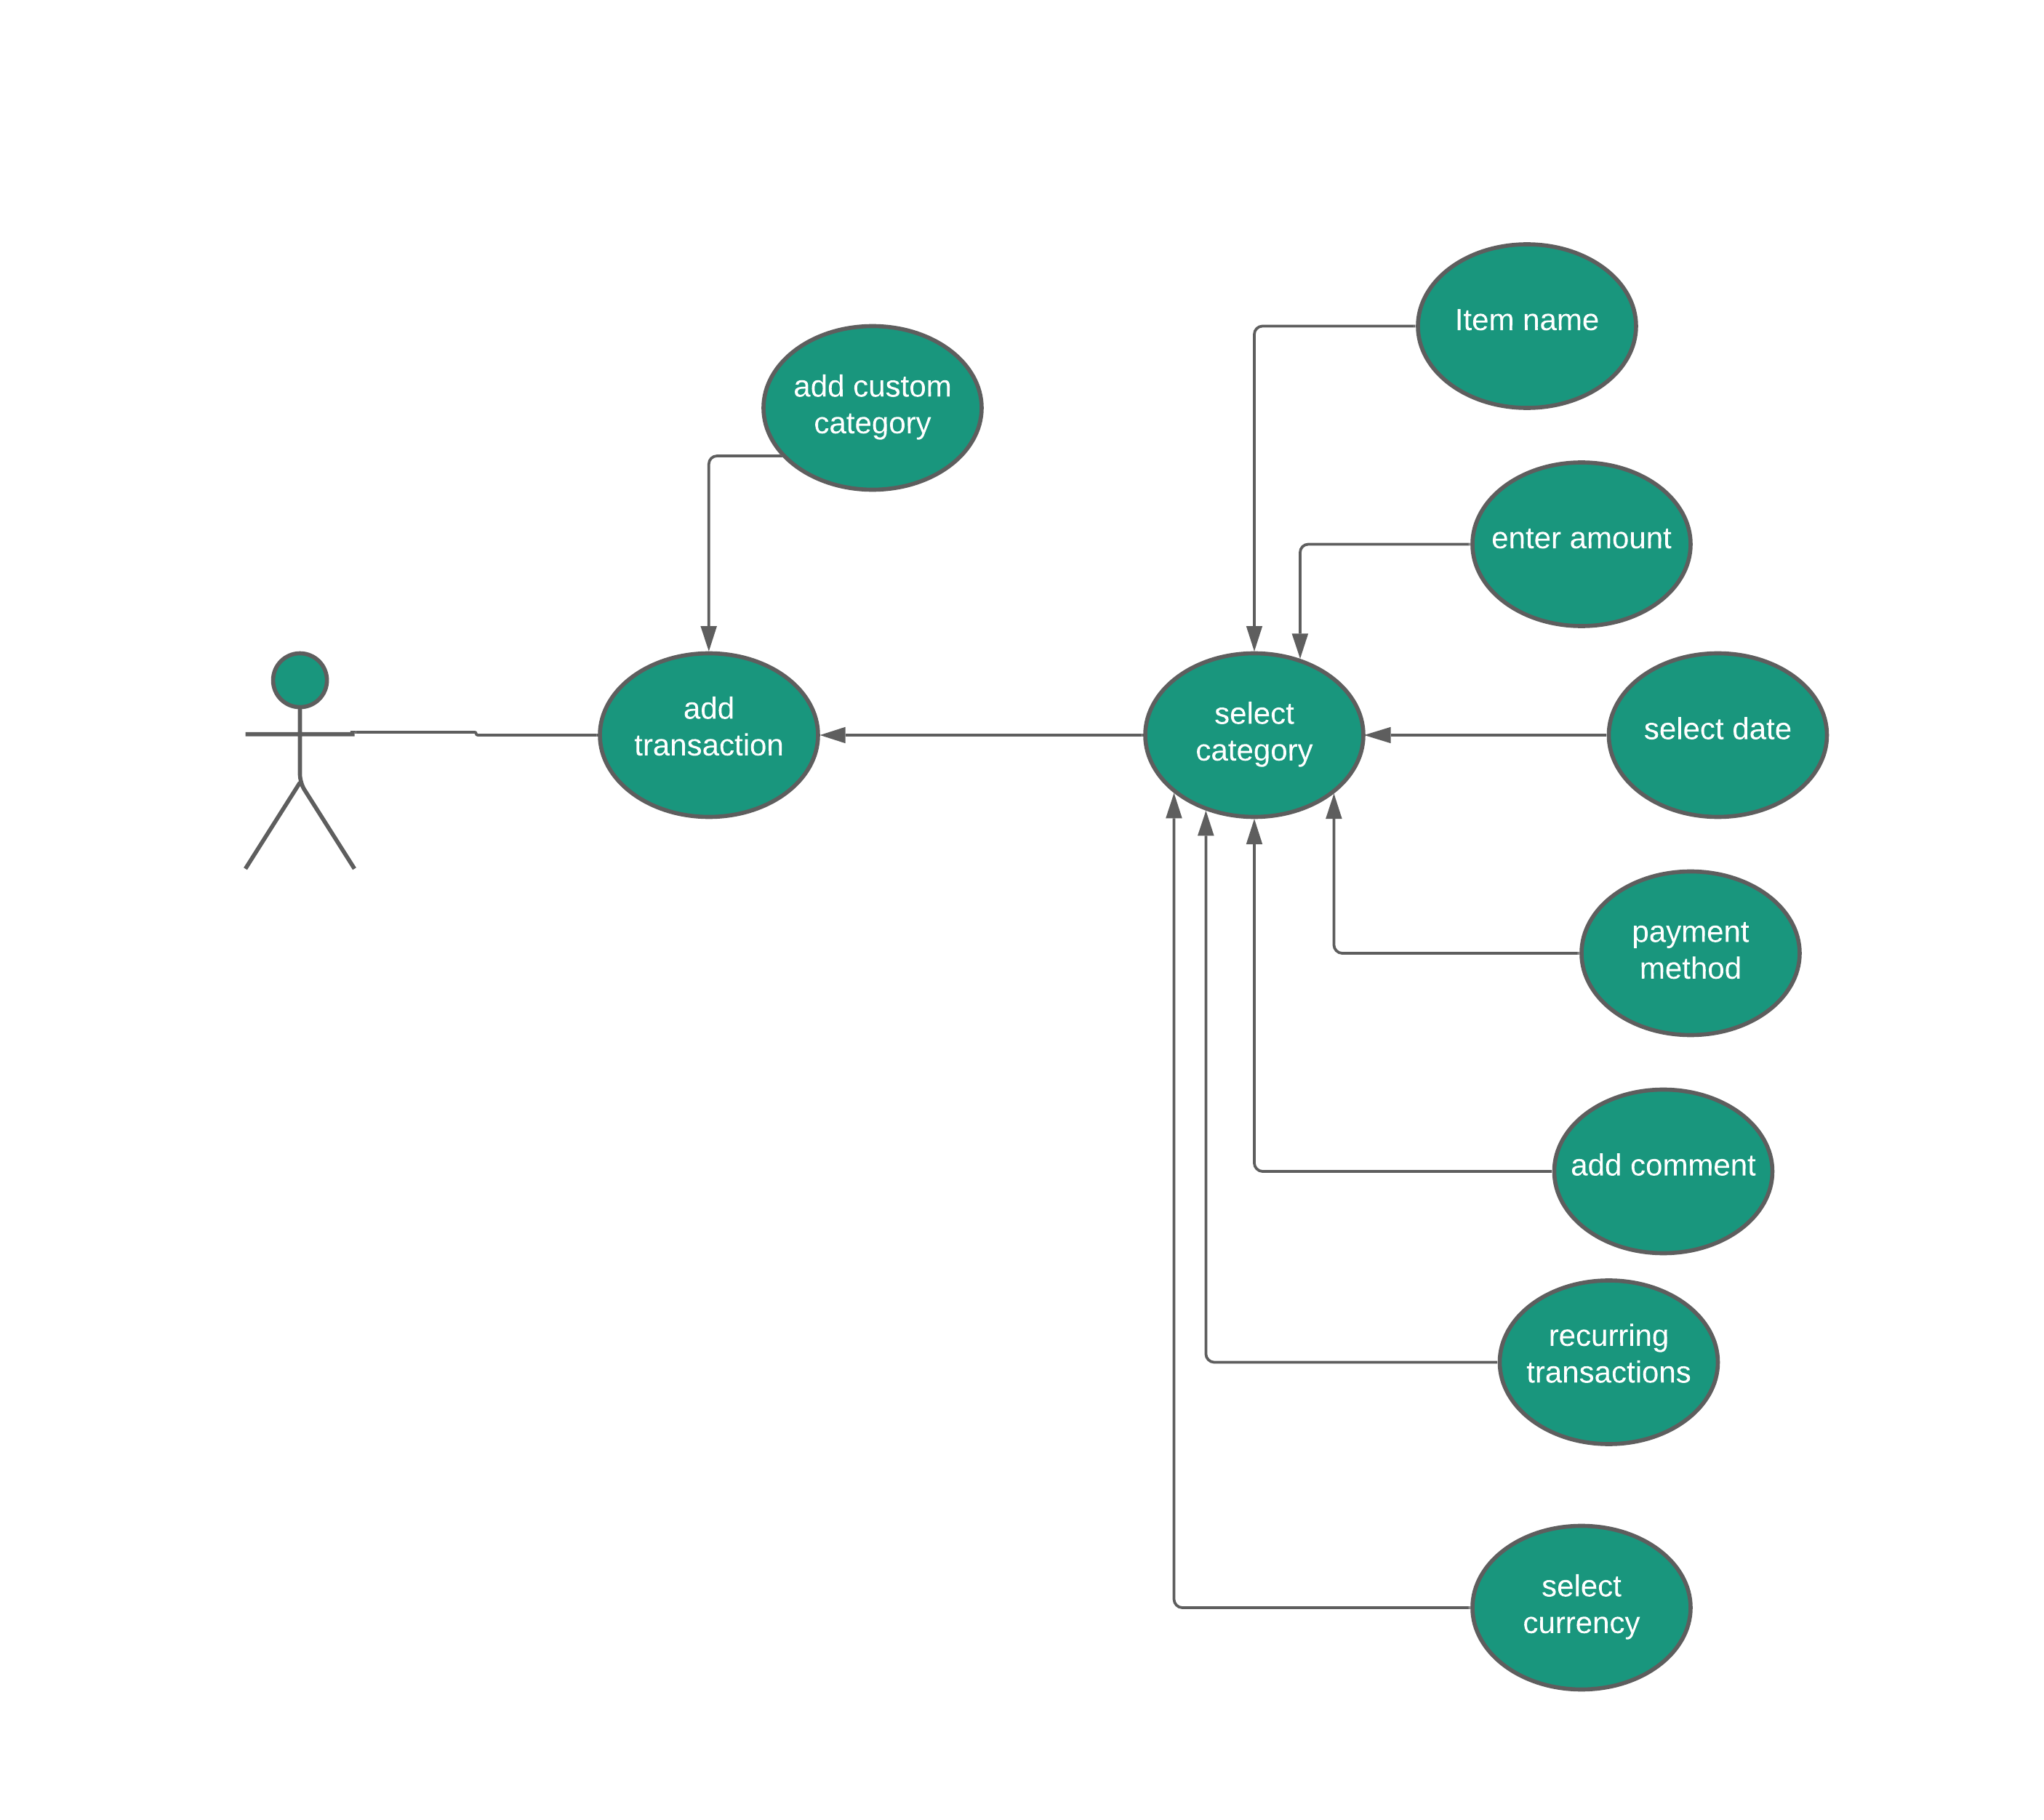 Item name
add custom
category
enter amount
add
transaction
select
category
select date
payment
method
add comment
recurring
transactions
select
currency